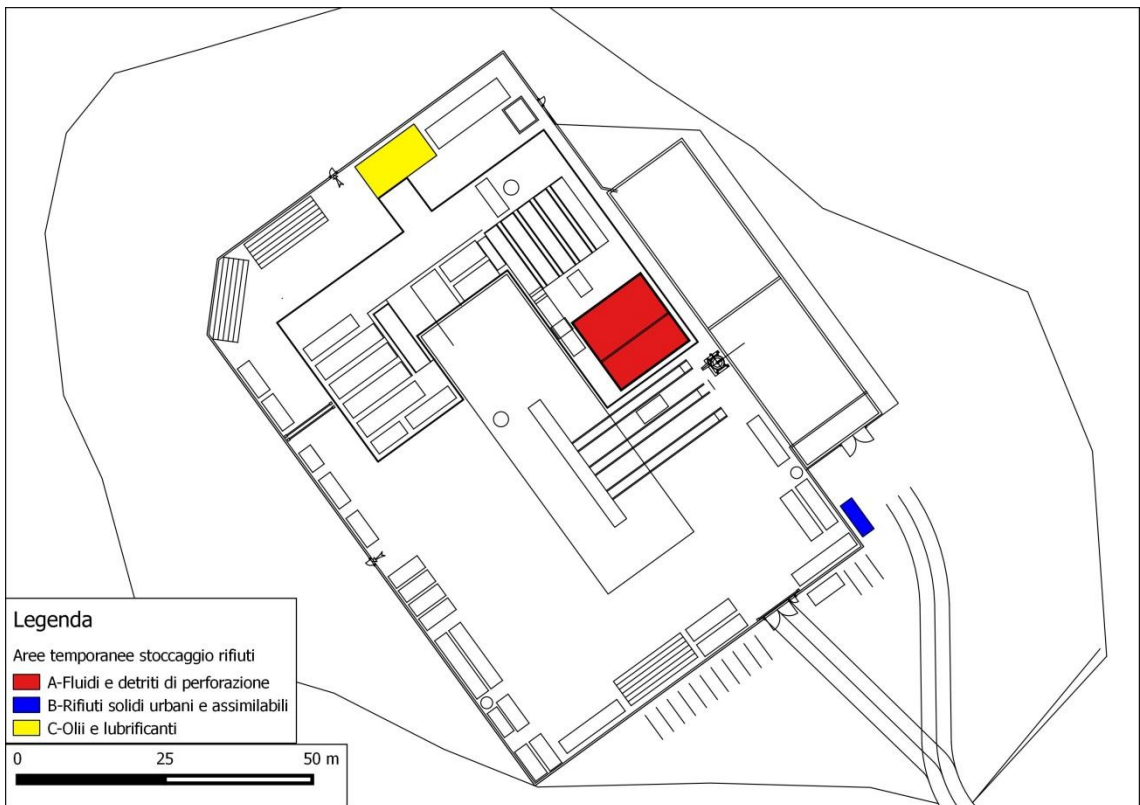 Legenda
Aree temporanee stoccaggio rifiuti
A-Fluidi e detriti di perforazione
B-Rifiuti solidi urbani e assimilabili
C-Olii e lubrificanti
0 25 50 m